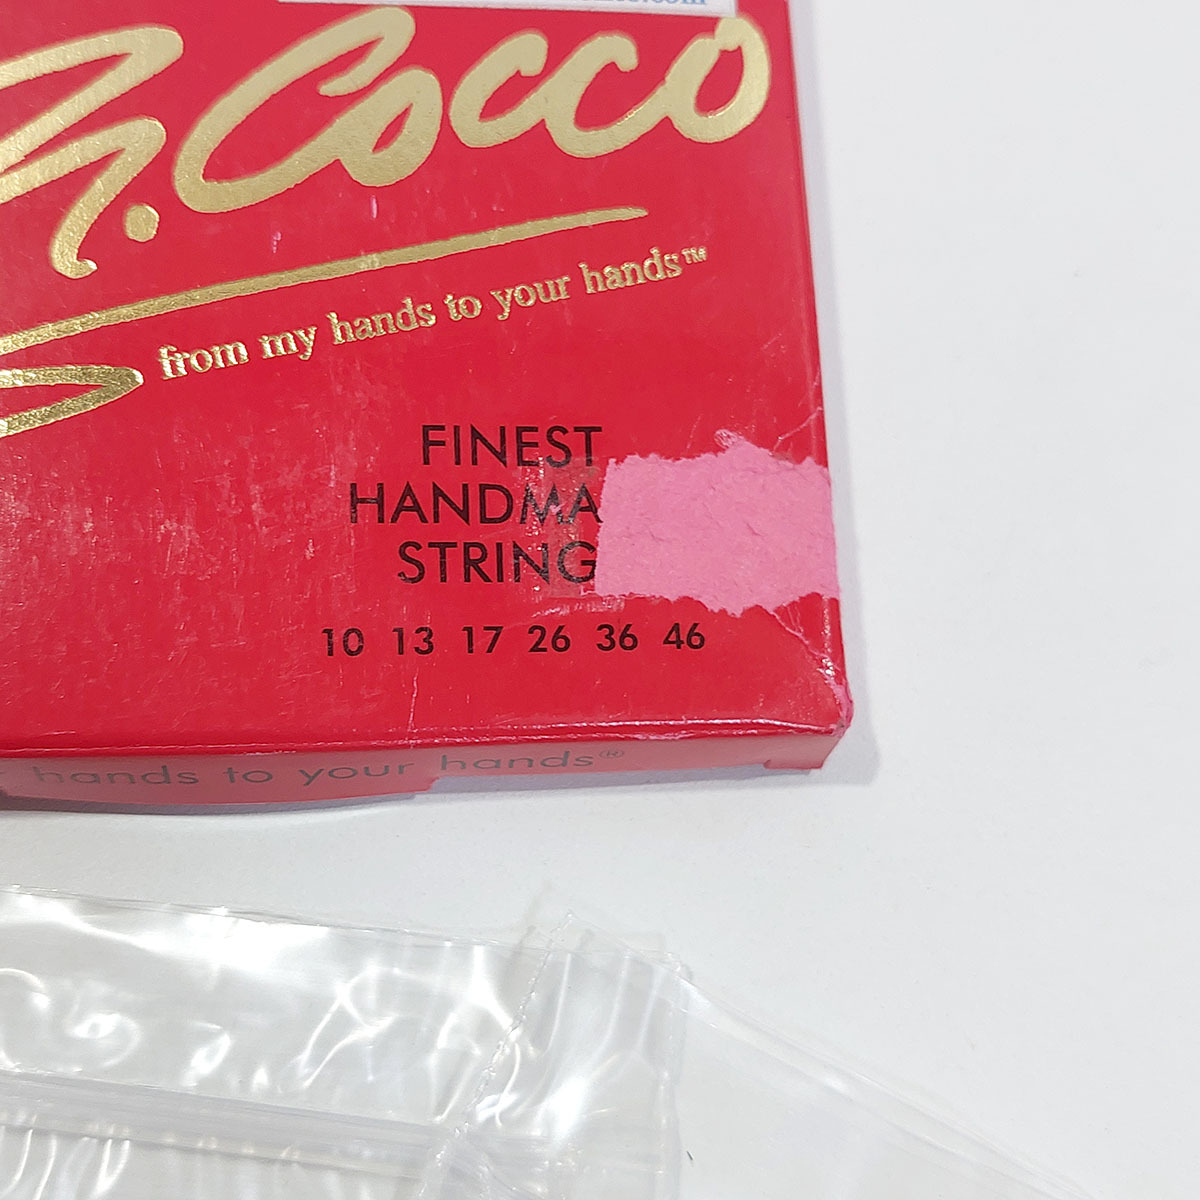 Cocco
from my hands to your hands™
FINEST
HANDMA
STRING
10 13 17 26 36 46
hands to your hands®